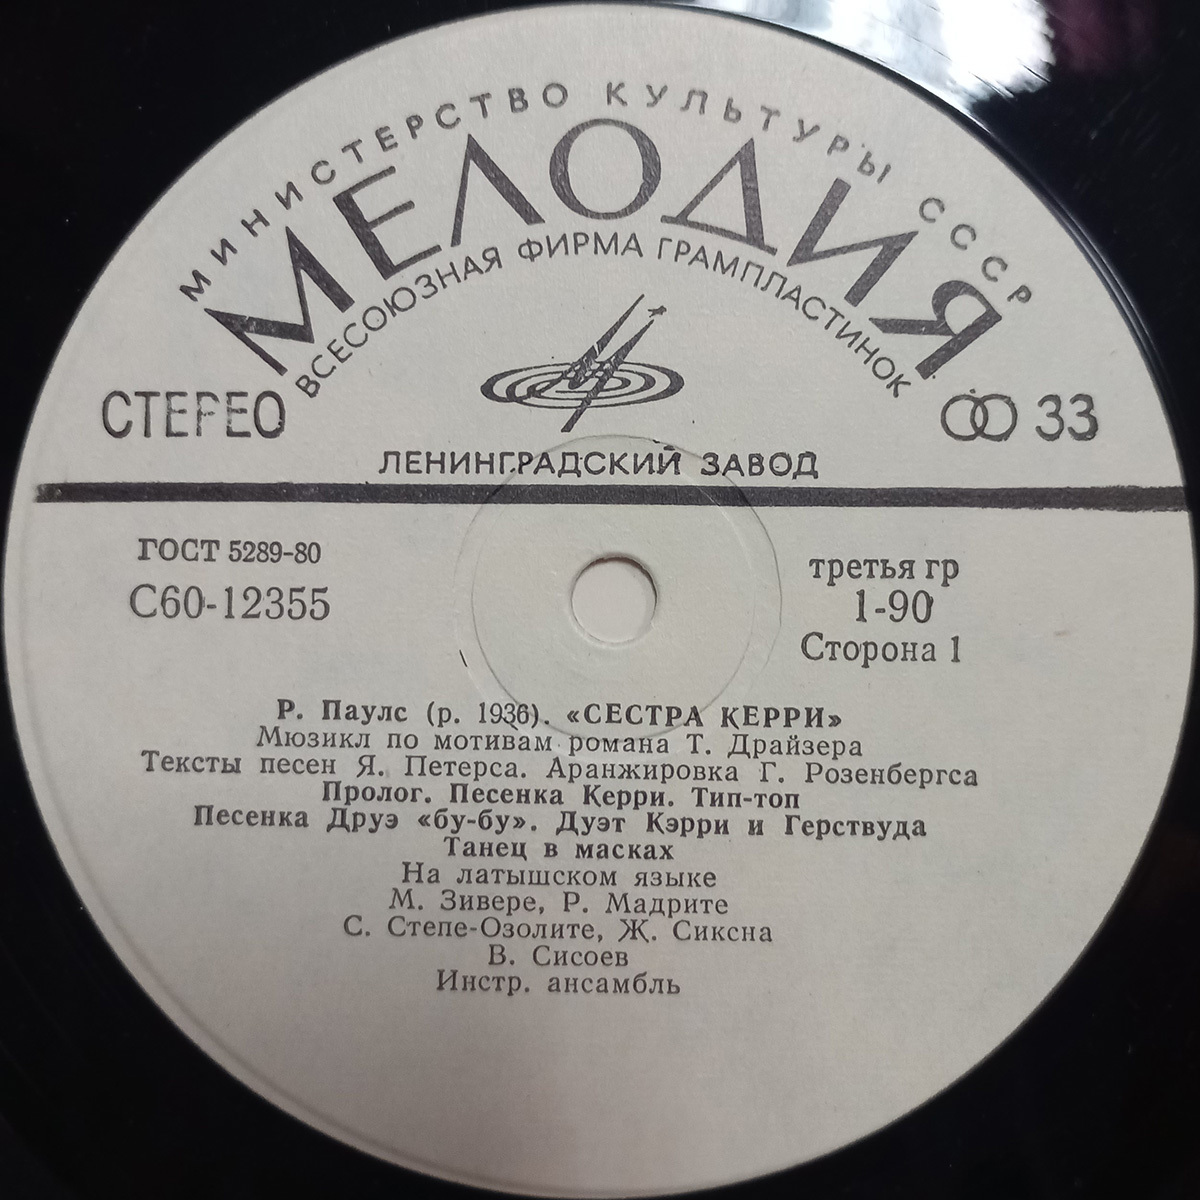 МИНИСТЕРСТВО КУЛЬТУРЫ СССР
МЕЛОДИЯ
ВСЕСОЮЗНАЯ ФИРМА ГРАМПЛАСТИНОК
СТЕРЕО
33
ЛЕНИНГРАДСКИЙ ЗАВОД
ГОСТ 5289-80
С60-12355
третья гр
1-90
Сторона 1
Р. Паулс (р. 1936). «СЕСТРА КЕРРИ»
Мюзикл по мотивам романа Т. Драйзера
Тексты песен Я. Петерса. Аранжировка Г. Розенбергса
Пролог. Песенка Керри. Тип-топ
Песенка Друэ «бу-бу». Дуэт Кэрри и Герствуда
Танец в масках
На латышском языке
М. Зивере, Р. Мадрите
С. Степе-Озолите, Ж. Сиксна
В. Сисоев
Инстр. ансамбль